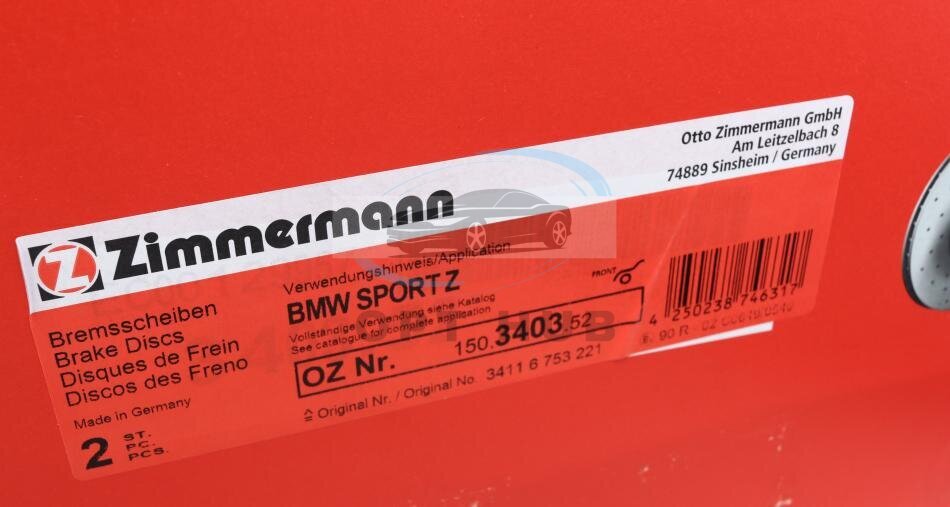 Zimmermann
Otto Zimmermann GmbH
Am Leitzelbach 8
74889 Sinsheim / Germany
Bremsscheiben
Brake Discs
Disques de Frein
Discos des Freno
Made in Germany
2 ST.
PC.
PCS.
Verwendungshinweis/Application
BMW SPORT Z
Vollständige Verwendung siehe Katalog
See catalogue for complete application
FRONT
OZ Nr. 150.3403.52
≙ Original Nr. / Original No. 3411 6 753 221
4 250238 746317
SPT HUB